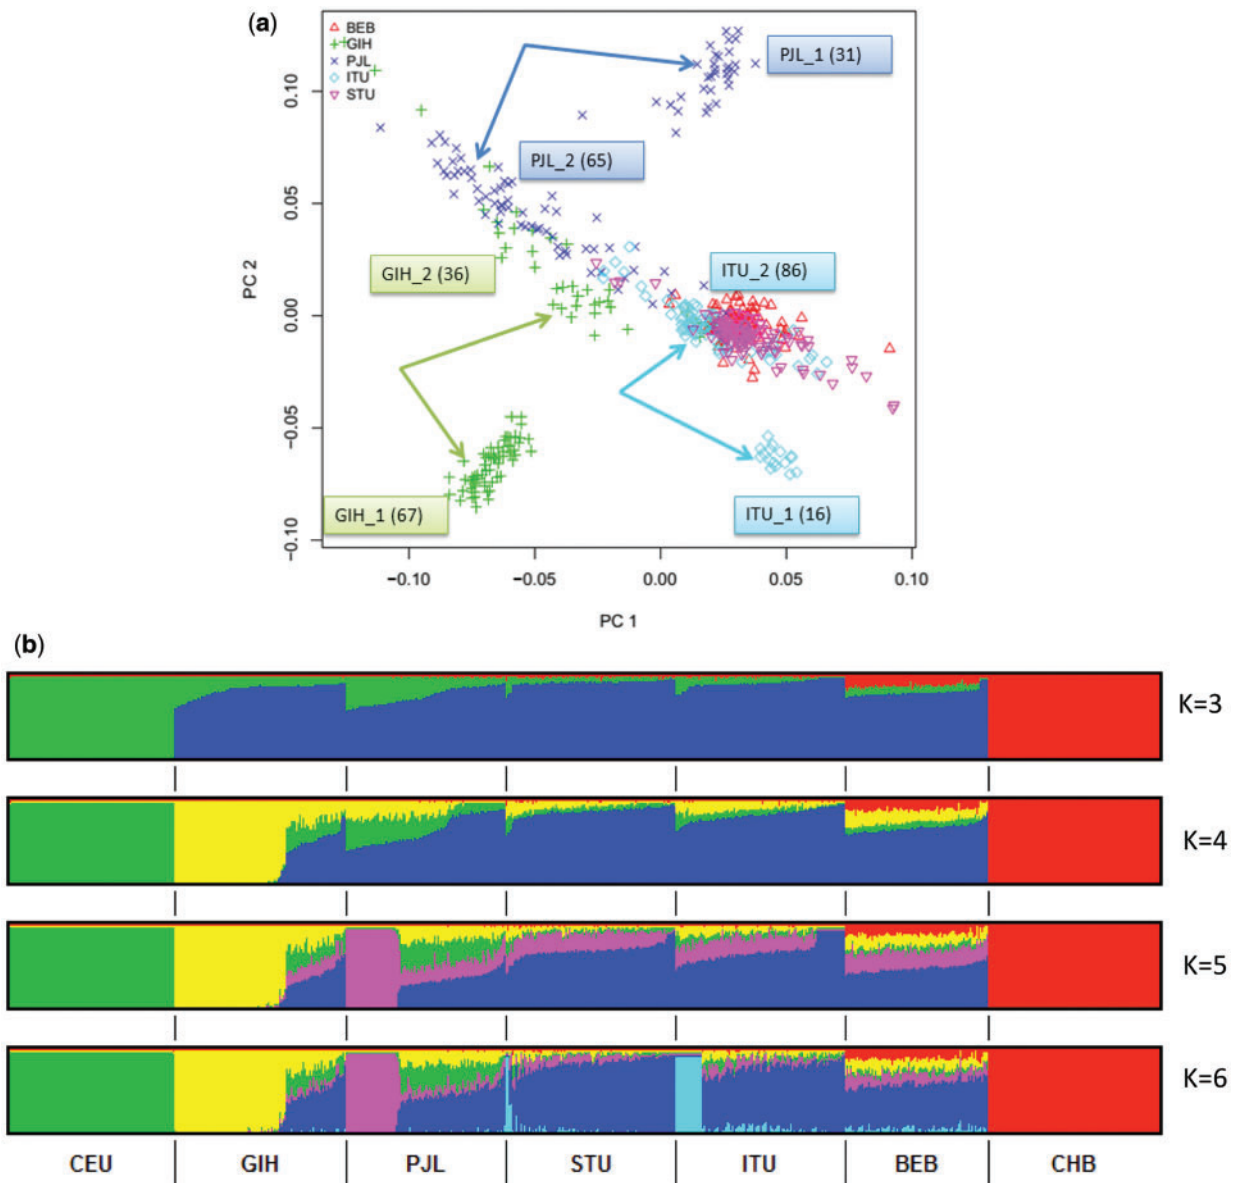 (a)
BEB
GIH
PJL
ITU
STU
PJL_1 (31)
PJL_2 (65)
GIH_2 (36)
ITU_2 (86)
GIH_1 (67)
ITU_1 (16)
PC 2
0.10
0.05
0.00
−0.05
−0.10
−0.10 −0.05 0.00 0.05 0.10
PC 1
(b)
K=3
K=4
K=5
K=6
CEU GIH PJL STU ITU BEB CHB